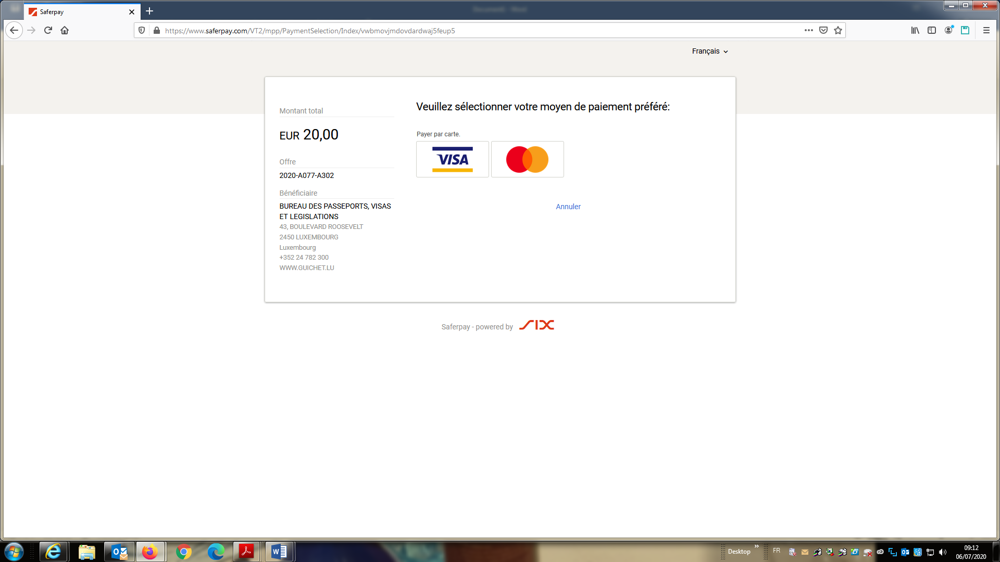 Saferpay
https://www.saferpay.com/VT2/mpp/PaymentSelection/Index/vwbmovjmdovdardwaj5feup5
Français
Montant total
EUR 20,00
Offre
2020-A077-A302
Bénéficiaire
BUREAU DES PASSEPORTS, VISAS
ET LEGISLATIONS
43, BOULEVARD ROOSEVELT
2450 LUXEMBOURG
Luxembourg
+352 24 782 300
WWW.GUICHET.LU
Veuillez sélectionner votre moyen de paiement préféré:
Payer par carte.
VISA
Annuler
Saferpay - powered by SIX
Desktop
FR
09:12
06/07/2020